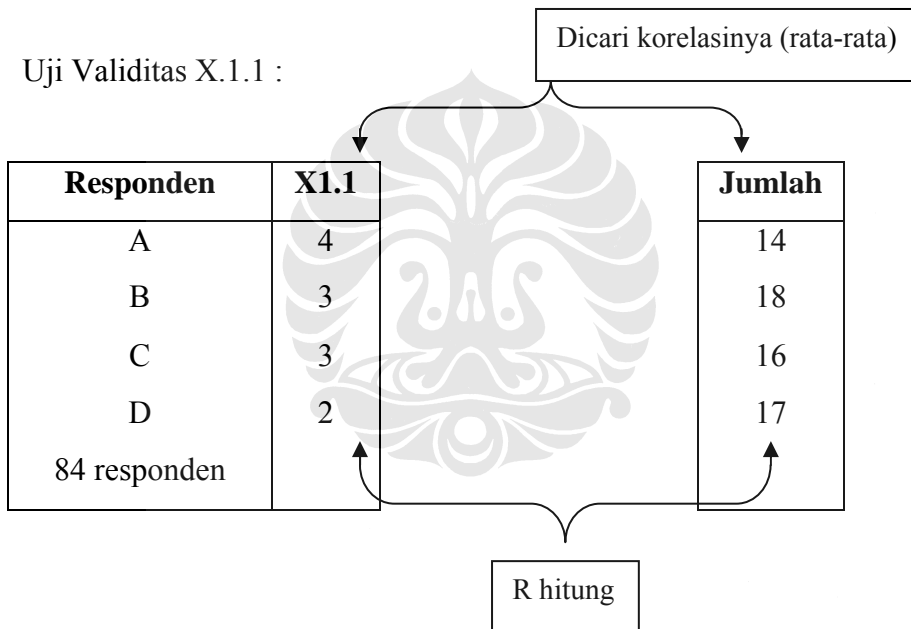 Dicari korelasinya (rata-rata)
Uji Validitas X.1.1 :
Responden X1.1 Jumlah
A 4 14
B 3 18
C 3 16
D 2 17
84 responden
R hitung